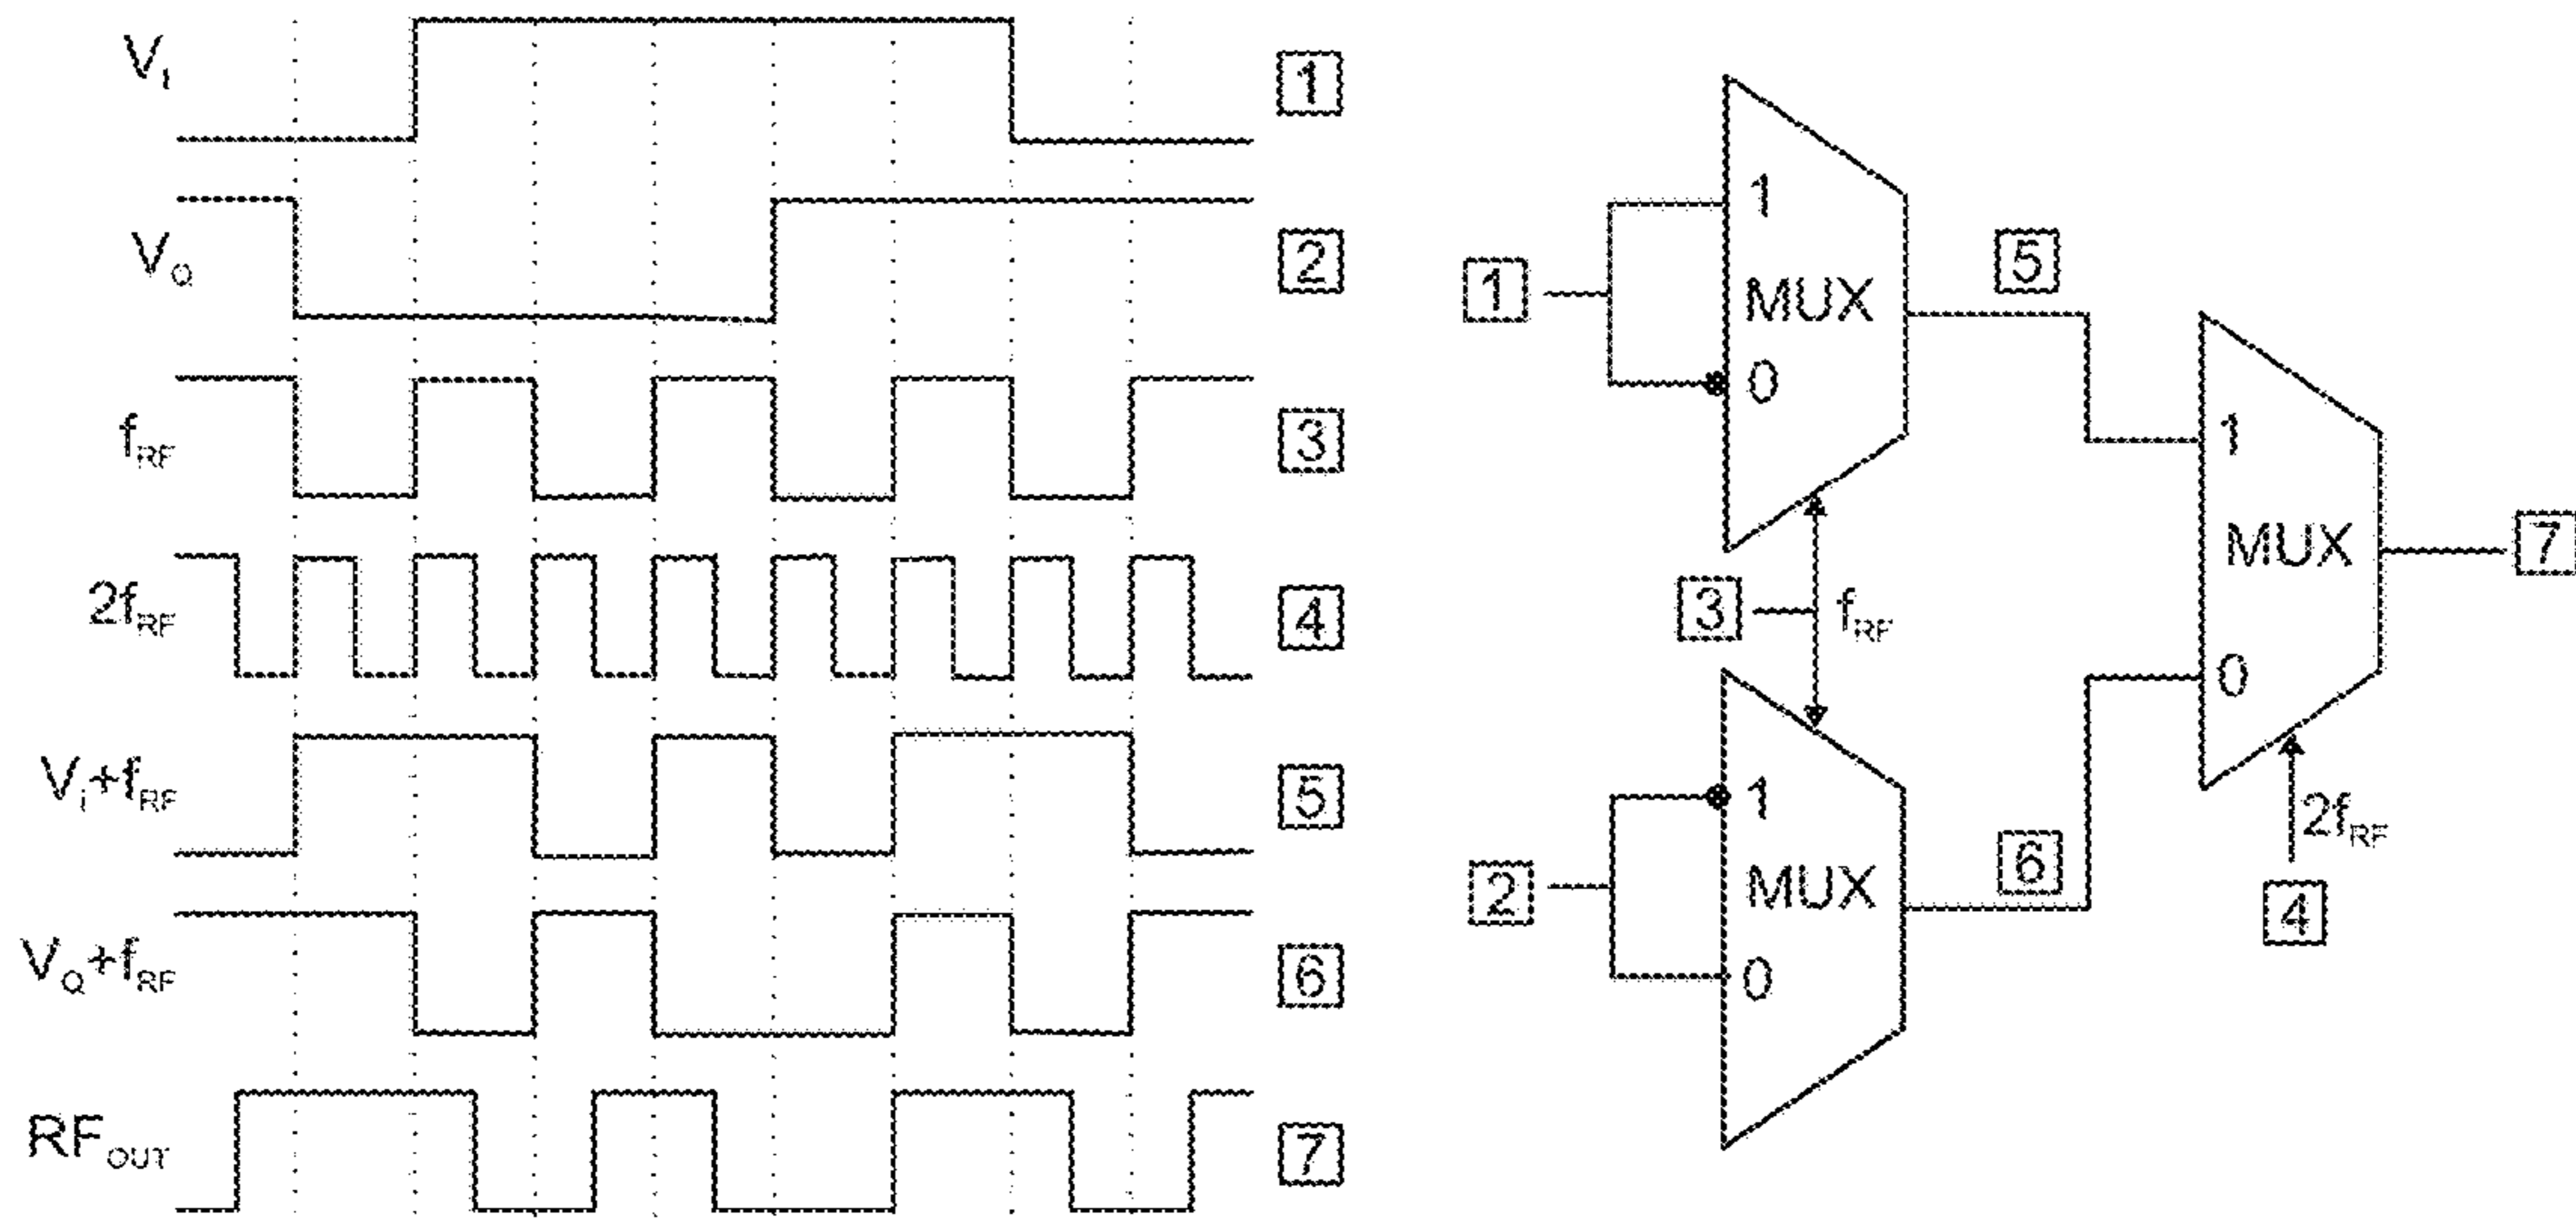 V_I 1
V_Q 2
f_RF 3
2f_RF 4
V_i+f_RF 5
V_Q+f_RF 6
RF_OUT 7
1
1
MUX
0
5
3
f_RF
2
1
MUX
0
6
1
MUX
0
2f_RF
4
7